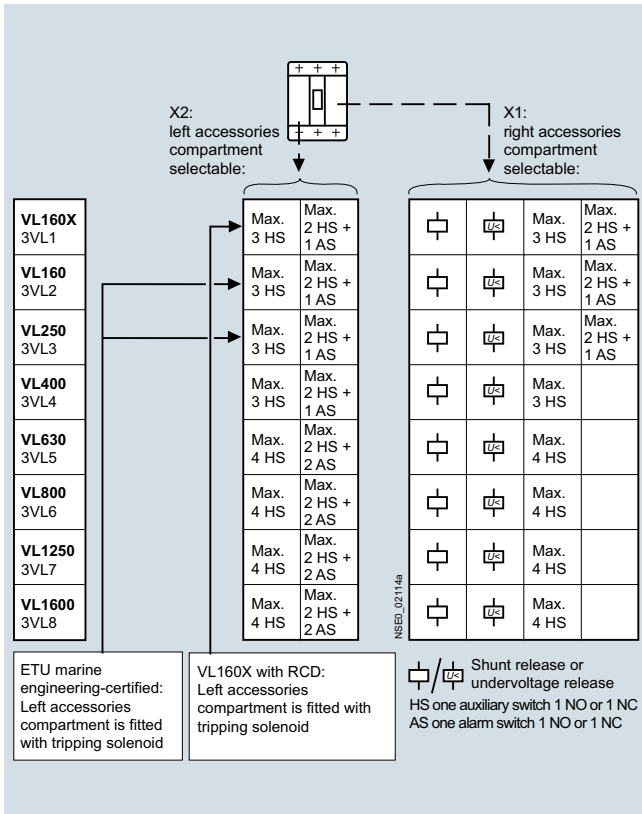 X2:
left accessories
compartment
selectable:
X1:
right accessories
compartment
selectable:
VL160X
3VL1
Max.
3 HS
Max.
2 HS +
1 AS
U<
Max.
3 HS
Max.
2 HS +
1 AS
VL160
3VL2
Max.
3 HS
Max.
2 HS +
1 AS
U<
Max.
3 HS
Max.
2 HS +
1 AS
VL250
3VL3
Max.
3 HS
Max.
2 HS +
1 AS
U<
Max.
3 HS
Max.
2 HS +
1 AS
VL400
3VL4
Max.
3 HS
Max.
2 HS +
1 AS
U<
Max.
3 HS
VL630
3VL5
Max.
4 HS
Max.
2 HS +
2 AS
U<
Max.
4 HS
VL800
3VL6
Max.
4 HS
Max.
2 HS +
2 AS
U<
Max.
4 HS
VL1250
3VL7
Max.
4 HS
Max.
2 HS +
2 AS
U<
Max.
4 HS
VL1600
3VL8
Max.
4 HS
Max.
2 HS +
2 AS
U<
Max.
4 HS
NSE0_02114a
ETU marine
engineering-certified:
Left accessories
compartment is fitted
with tripping solenoid
VL160X with RCD:
Left accessories
compartment is fitted with
tripping solenoid
/ U< Shunt release or
undervoltage release
HS one auxiliary switch 1 NO or 1 NC
AS one alarm switch 1 NO or 1 NC